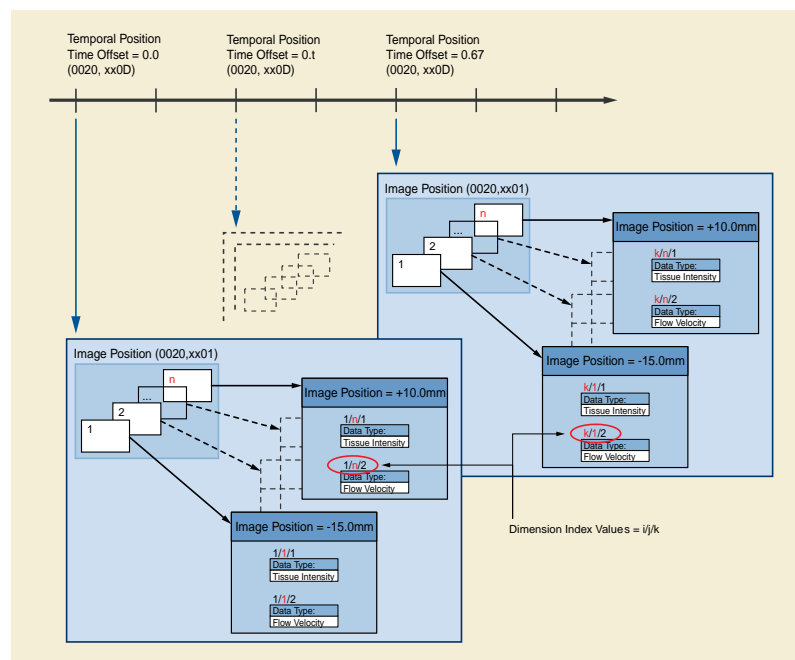 Temporal Position
Time Offset = 0.0
(0020, xx0D)
Temporal Position
Time Offset = 0.t
(0020, xx0D)
Temporal Position
Time Offset = 0.67
(0020, xx0D)
Image Position (0020,xx01)
n
...
2
1
Image Position = +10.0mm
k/n/1
Data Type:
Tissue Intensity
k/n/2
Data Type:
Flow Velocity
Image Position = -15.0mm
k/1/1
Data Type:
Tissue Intensity
k/1/2
Data Type:
Flow Velocity
Image Position (0020,xx01)
n
...
2
1
Image Position = +10.0mm
1/n/1
Data Type:
Tissue Intensity
1/n/2
Data Type:
Flow Velocity
Image Position = -15.0mm
1/1/1
Data Type:
Tissue Intensity
1/1/2
Data Type:
Flow Velocity
Dimension Index Values = i/j/k